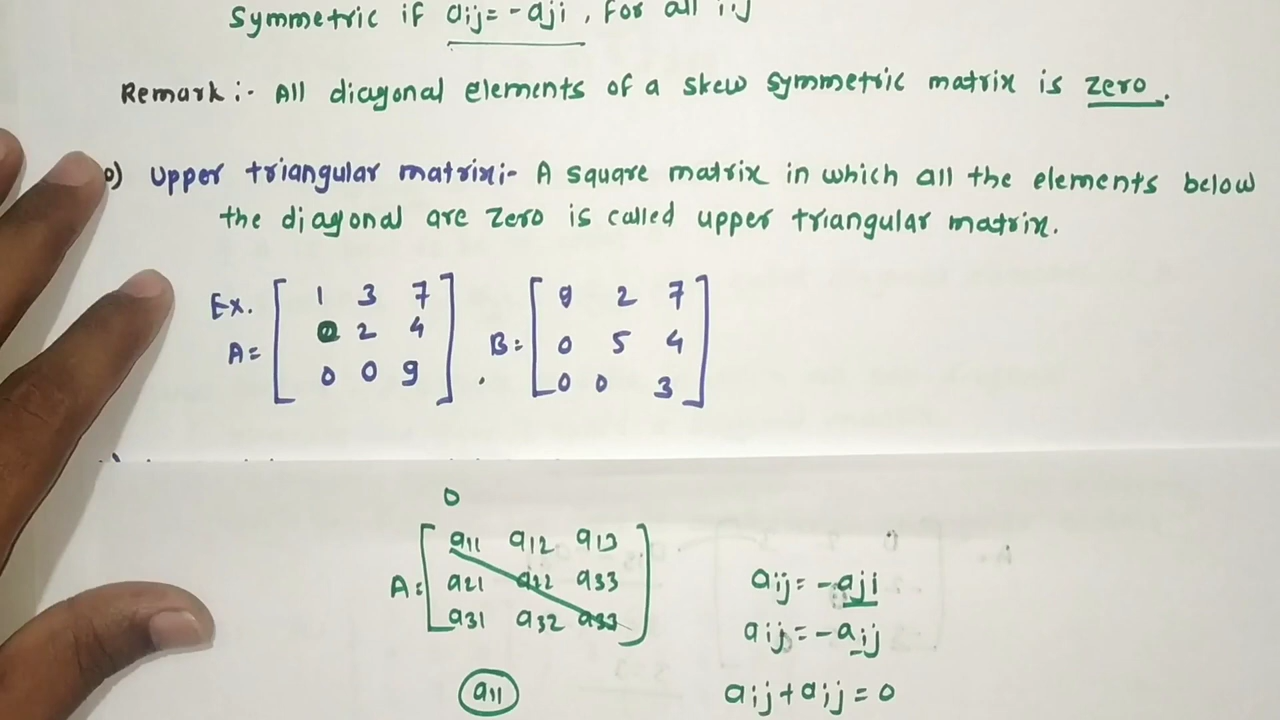 Symmetric if aij = -aji , for all i,j
Remark :- All diagonal elements of a skew symmetric matrix is zero.
) Upper triangular matrix :- A square matrix in which all the elements below
the diagonal are zero is called upper triangular matrix.
Ex.
A = [ 1 3 7
0 2 4
0 0 9 ] , B = [ 9 2 7
0 5 4
0 0 3 ]
0
A = [ a11 a12 a13
a21 a22 a33
a31 a32 a33 ]
a11
aij = -aji
aij = -aij
aij + aij = 0